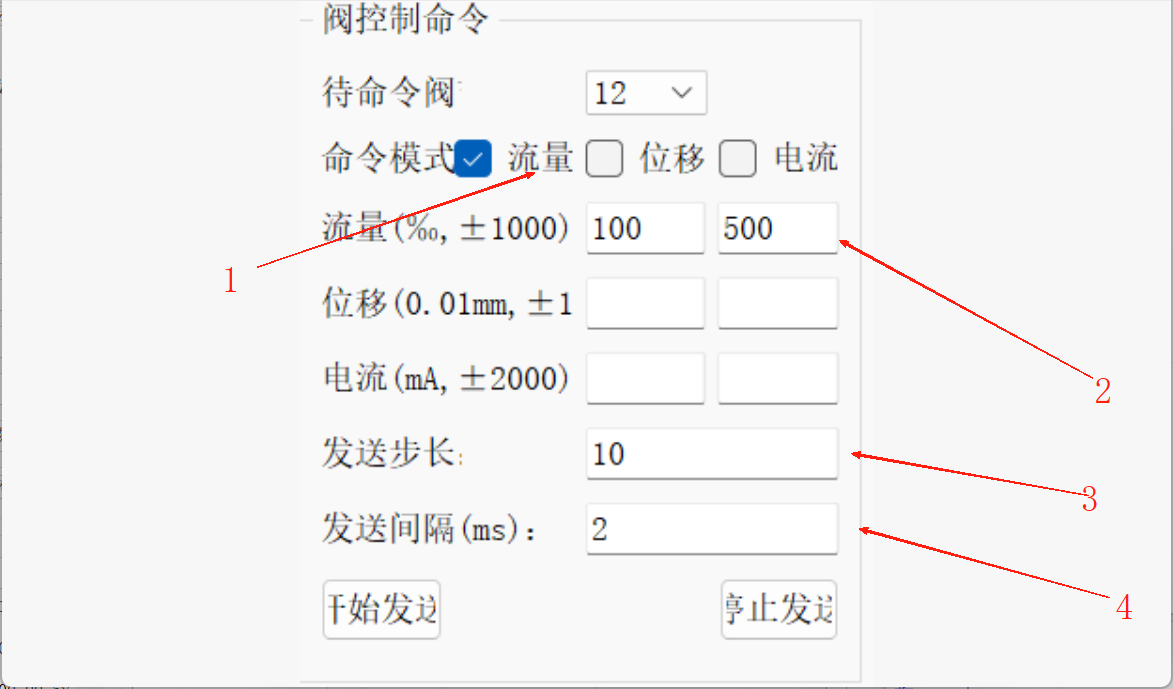 阀控制命令
待命令阀
12
命令模式 流量 位移 电流
流量(‰,±1000) 100 500
1
位移(0.01mm,±1
电流(mA,±2000)
2
发送步长:
10
3
发送间隔(ms):
2
4
开始发送 停止发送